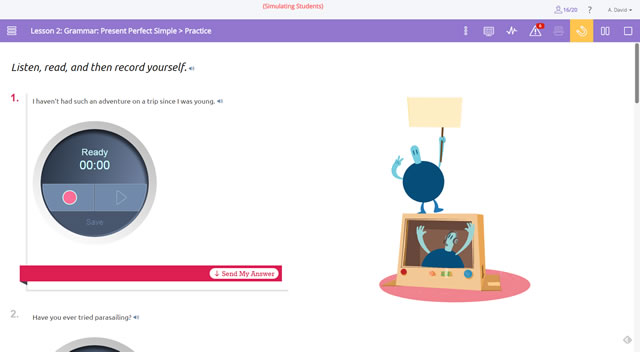 (Simulating Students)
16/20
?
A. David
Lesson 2: Grammar: Present Perfect Simple > Practice
6
Listen, read, and then record yourself.
1.
I haven't had such an adventure on a trip since I was young.
Ready
00:00
Save
Send My Answer
2.
Have you ever tried parasailing?